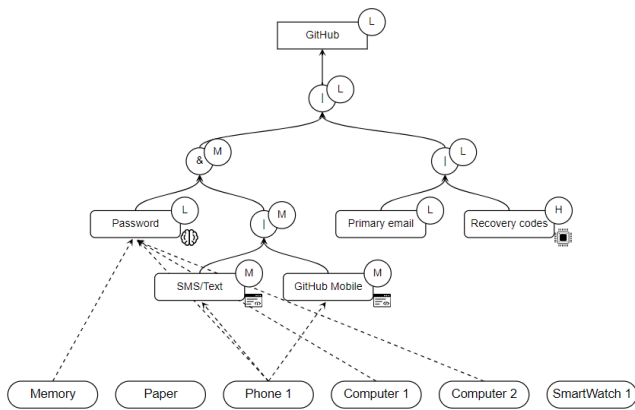 GitHub
L
|
L
&
M
|
L
Password
L
|
M
Primary email
L
Recovery codes
H
SMS/Text
M
GitHub Mobile
M
Memory
Paper
Phone 1
Computer 1
Computer 2
SmartWatch 1